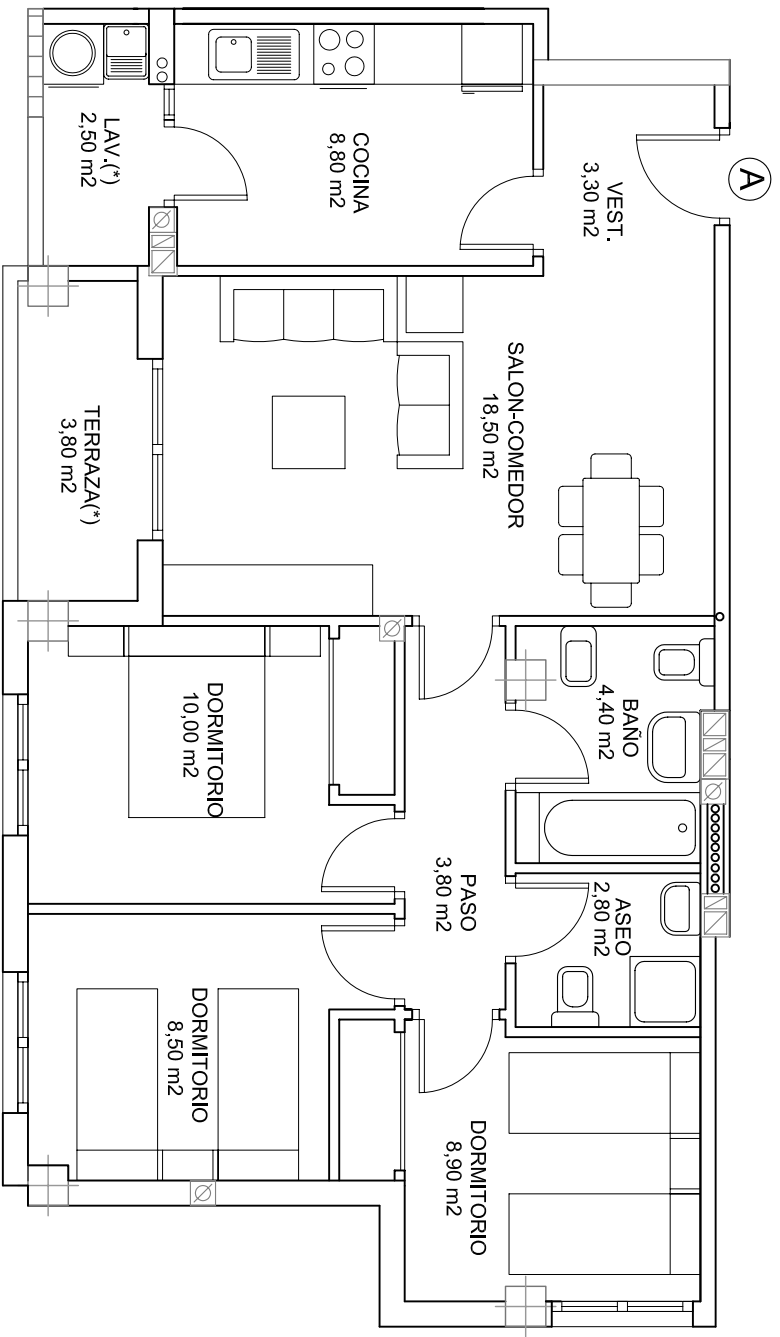 A
VEST.
3,30 m2
COCINA
8,80 m2
LAV.(*)
2,50 m2
SALON-COMEDOR
18,50 m2
TERRAZA(*)
3,80 m2
BAÑO
4,40 m2
DORMITORIO
10,00 m2
PASO
3,80 m2
ASEO
2,80 m2
DORMITORIO
8,50 m2
DORMITORIO
8,90 m2